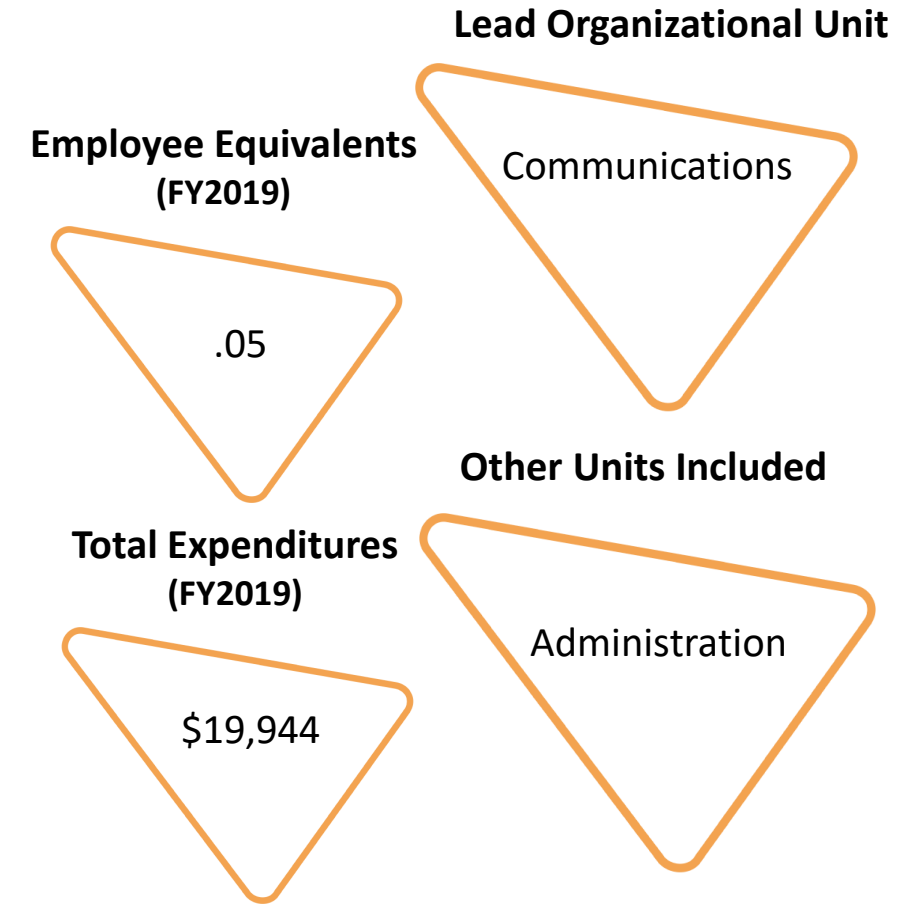 Lead Organizational Unit
Communications
Employee Equivalents
(FY2019)
.05
Other Units Included
Administration
Total Expenditures
(FY2019)
$19,944